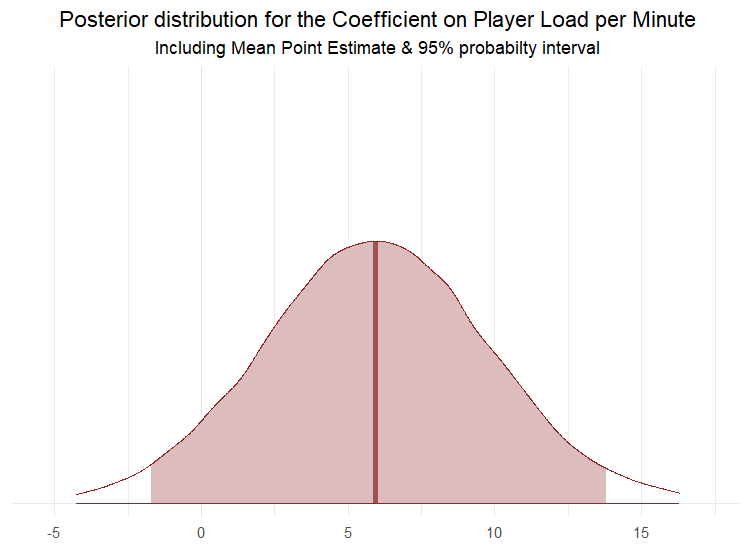 Posterior distribution for the Coefficient on Player Load per Minute
Including Mean Point Estimate & 95% probabilty interval
-5 0 5 10 15